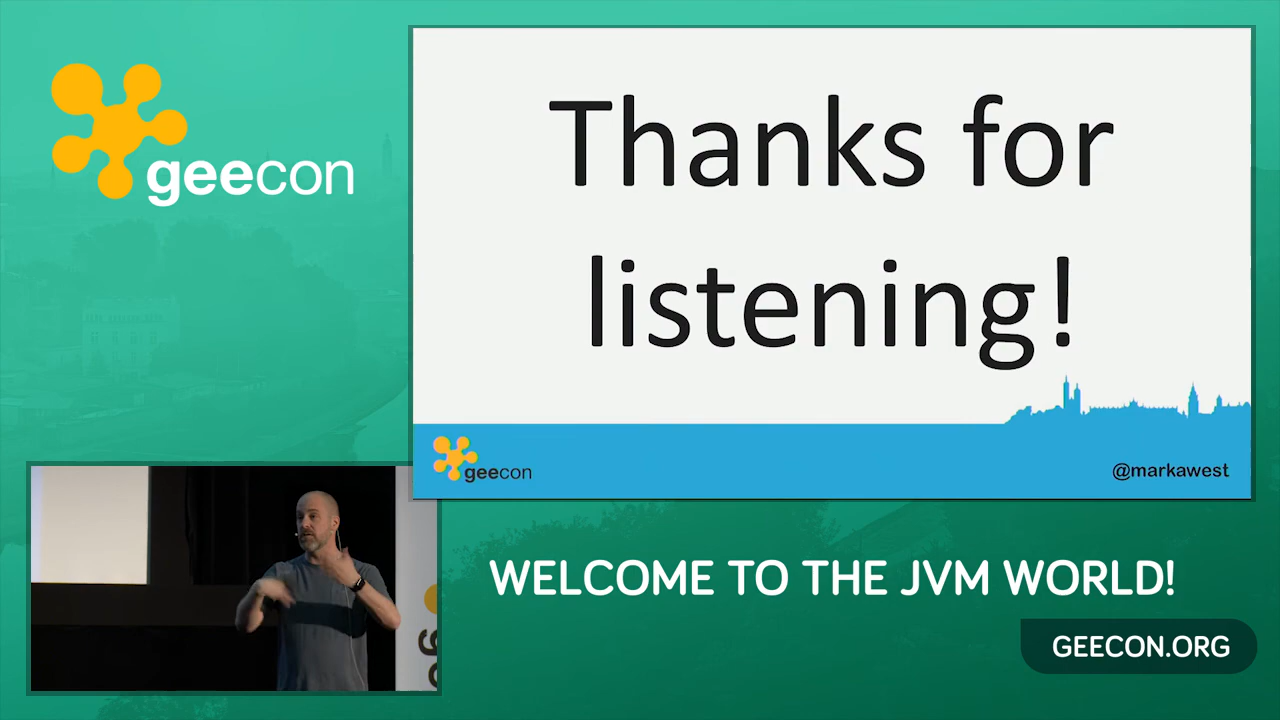 geecon
Thanks for
listening!
geecon
@markawest
WELCOME TO THE JVM WORLD!
GEECON.ORG